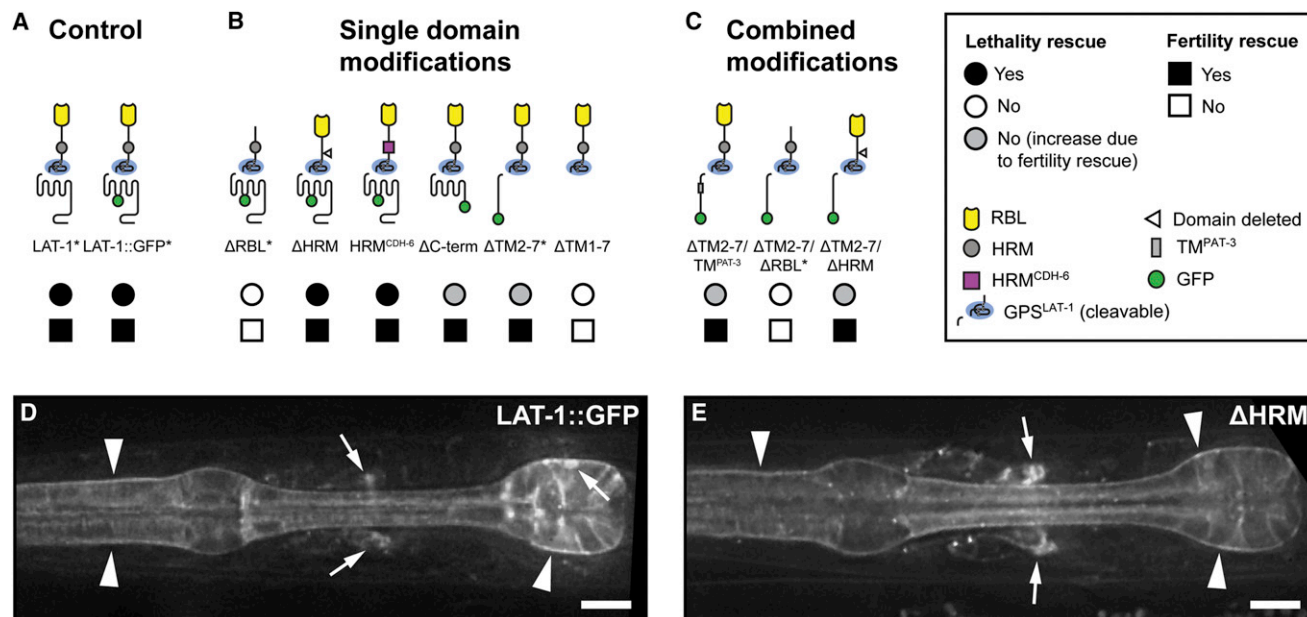 A Control
B Single domain
modifications
C Combined
modifications
LAT-1* LAT-1::GFP*
ΔRBL* ΔHRM HRMᶜᴰᴴ⁻⁶ ΔC-term ΔTM2-7* ΔTM1-7
ΔTM2-7/ ΔTM2-7/ ΔTM2-7/
TMᴾᴬᵀ⁻³ ΔRBL* ΔHRM
Lethality rescue Fertility rescue
Yes Yes
No No
No (increase due
to fertility rescue)
RBL Domain deleted
HRM TMᴾᴬᵀ⁻³
HRMᶜᴰᴴ⁻⁶ GFP
GPSᴸᴬᵀ⁻¹ (cleavable)
D LAT-1::GFP
E ΔHRM